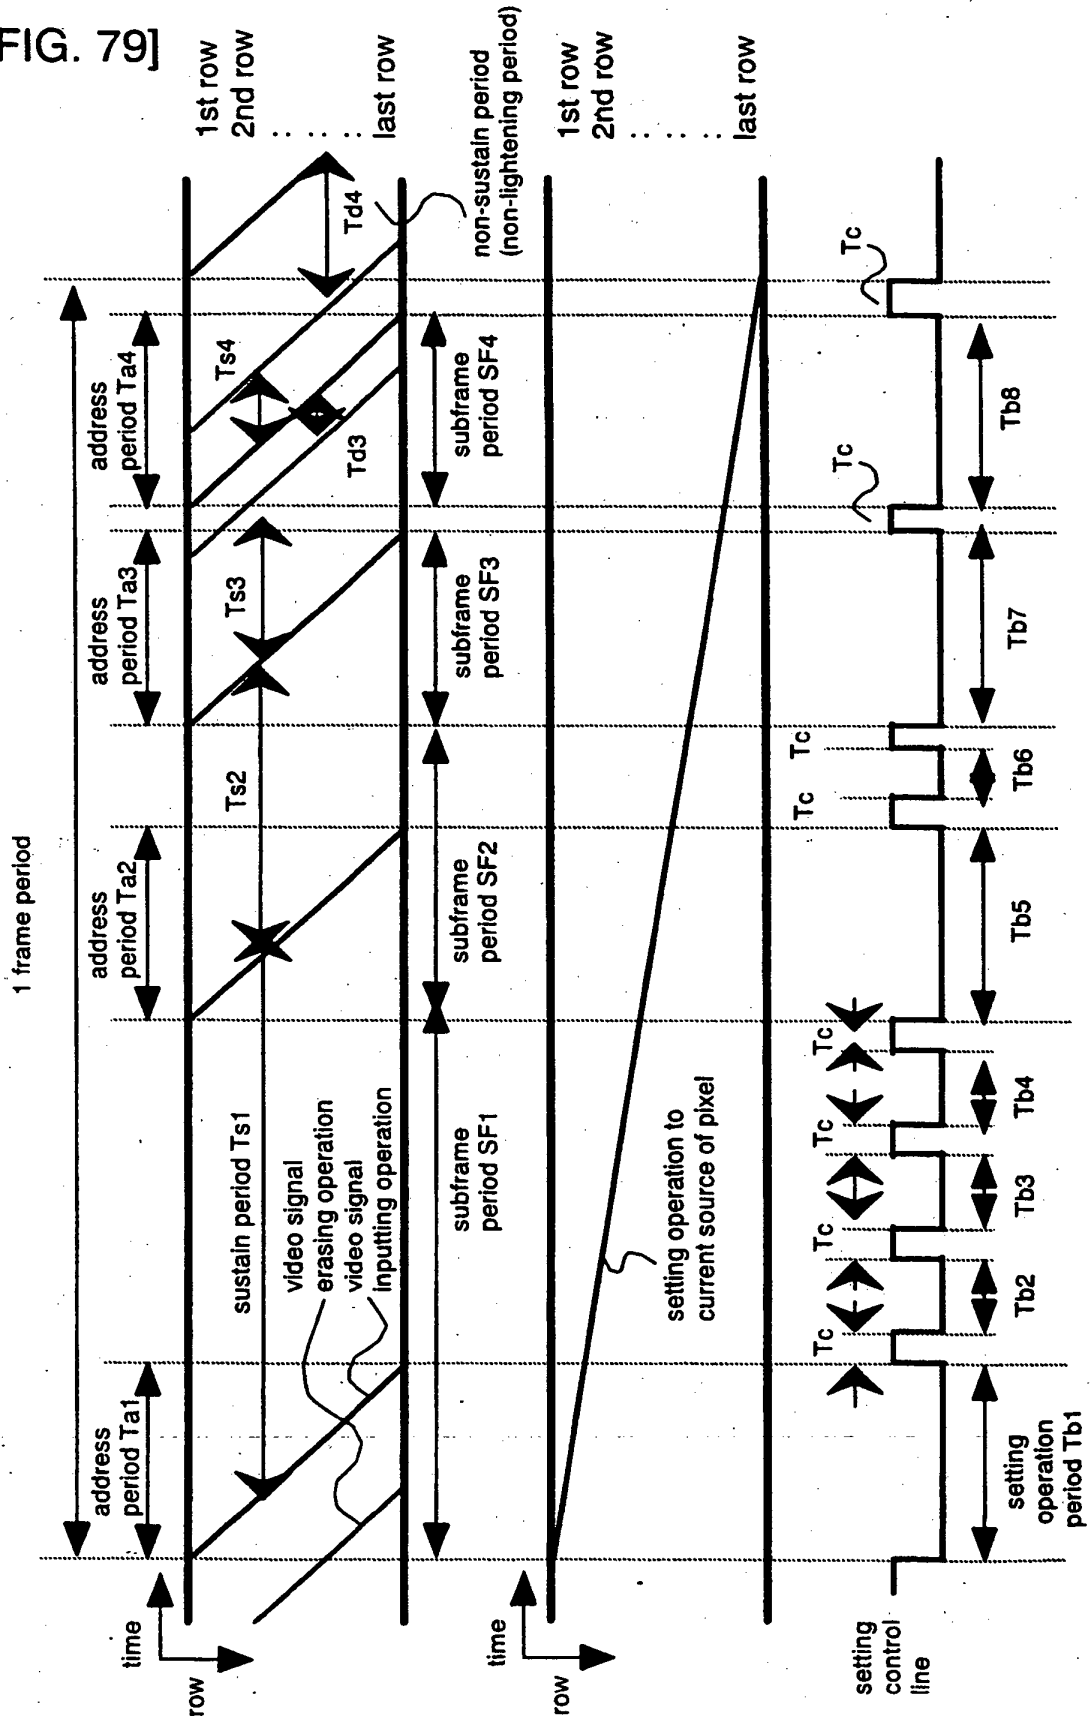 FIG. 79]
1 frame period
address
period Ta1
address
period Ta2
address
period Ta3
address
period Ta4
time
row
sustain period Ts1
Ts2
Ts3
Ts4
Td3
Td4
1st row
2nd row
last row
video signal
erasing operation
video signal
inputting operation
non-sustain period
(non-lightening period)
subframe
period SF1
subframe
period SF2
subframe
period SF3
subframe
period SF4
time
row
1st row
2nd row
last row
setting operation to
current source of pixel
setting
control
line
Tc
Tc
Tc
Tc
Tc
Tc
Tc
Tc
setting
operation
period Tb1
Tb2
Tb3
Tb4
Tb5
Tb6
Tb7
Tb8